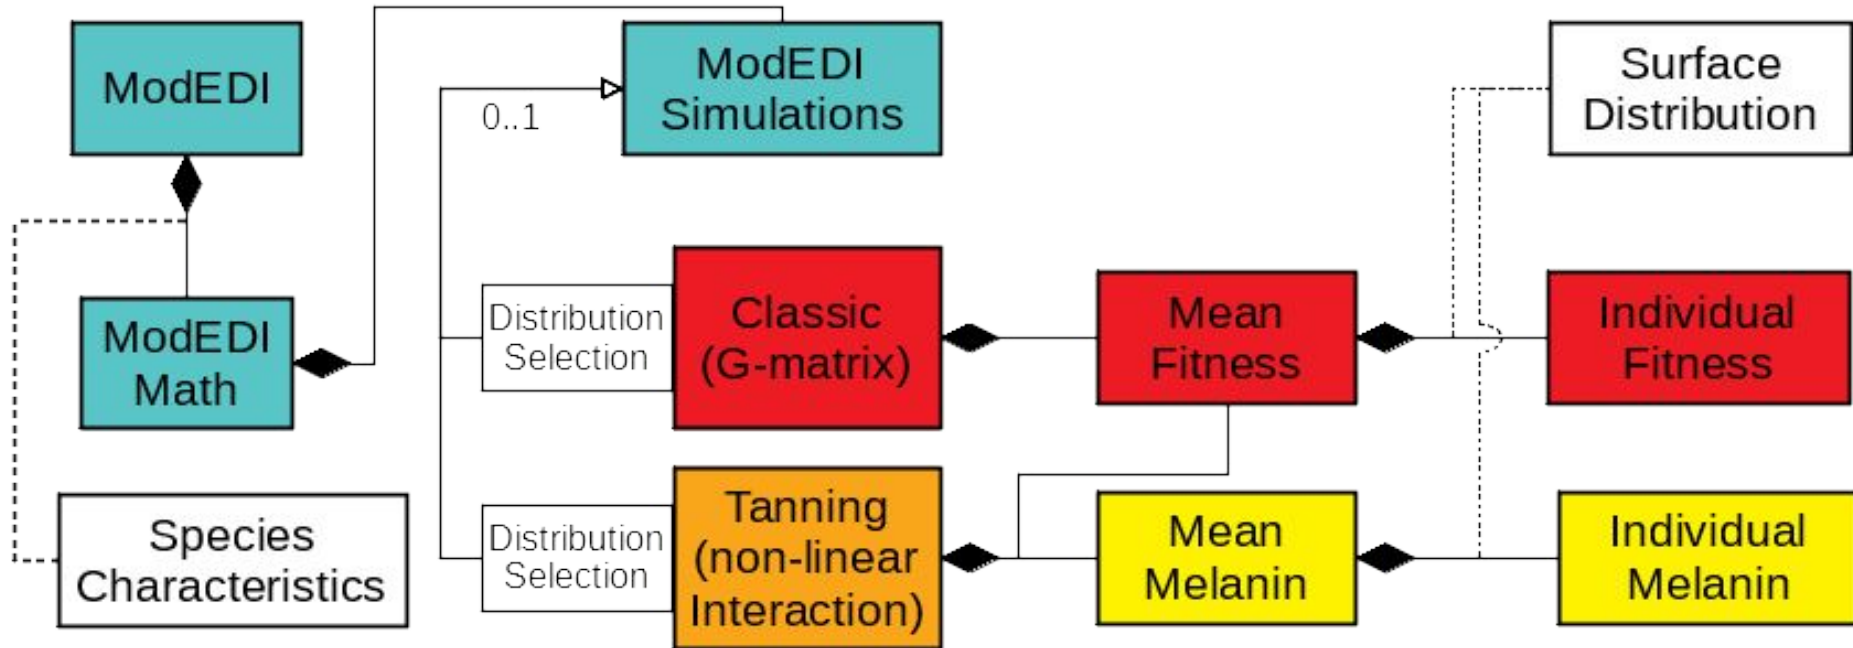 ModEDI
ModEDI
Simulations
Surface
Distribution
0..1
ModEDI
Math
Distribution
Selection
Classic
(G-matrix)
Mean
Fitness
Individual
Fitness
Species
Characteristics
Distribution
Selection
Tanning
(non-linear
Interaction)
Mean
Melanin
Individual
Melanin